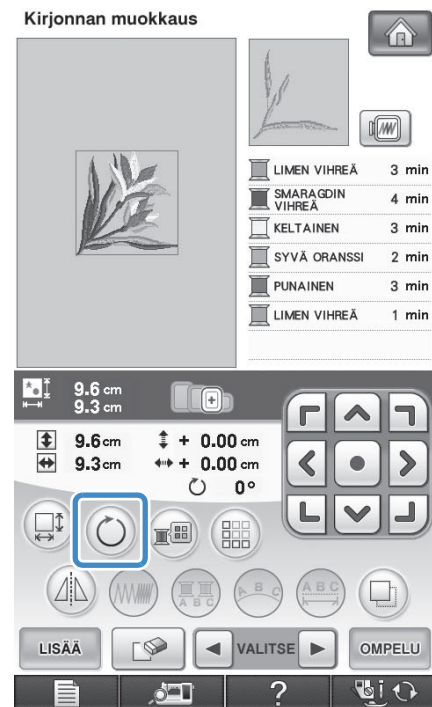 Kirjonnan muokkaus
LIMEN VIHREÄ 3 min
SMARAGDIN VIHREÄ 4 min
KELTAINEN 3 min
SYVÄ ORANSSI 2 min
PUNAINEN 3 min
LIMEN VIHREÄ 1 min
9.6 cm
9.3 cm
9.6 cm + 0.00 cm
9.3 cm + 0.00 cm
0°
A B C
A B C
A B C
LISÄÄ VALITSE OMPELU
?